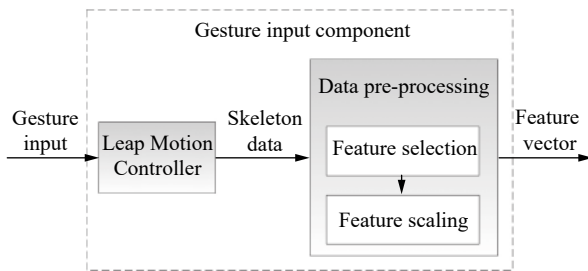 Gesture input component
Gesture
input
Leap Motion
Controller
Skeleton
data
Data pre-processing
Feature selection
Feature scaling
Feature
vector